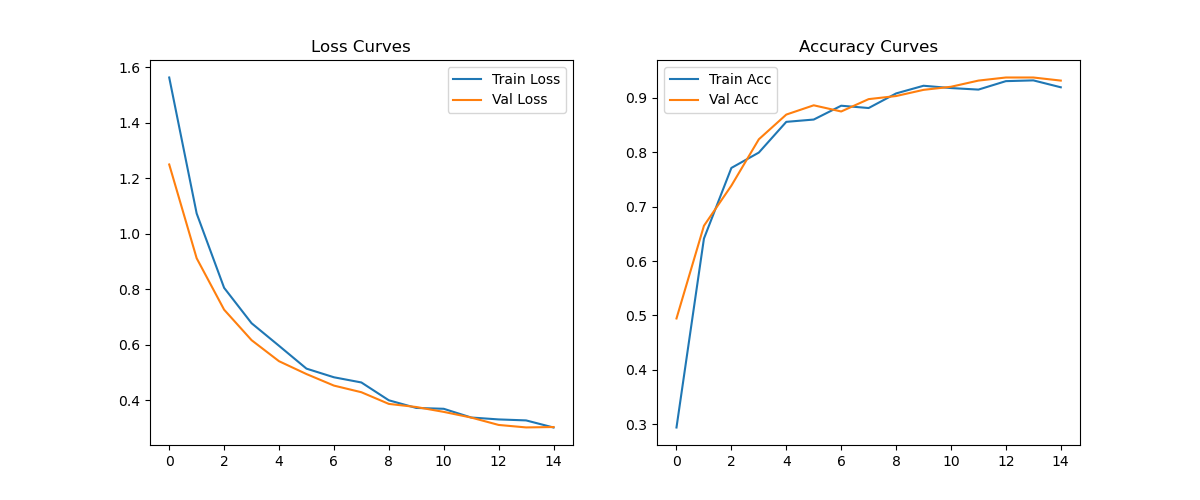 Loss Curves
1.6
1.4
1.2
1.0
0.8
0.6
0.4
0 2 4 6 8 10 12 14
Train Loss
Val Loss
Accuracy Curves
0.9
0.8
0.7
0.6
0.5
0.4
0.3
0 2 4 6 8 10 12 14
Train Acc
Val Acc